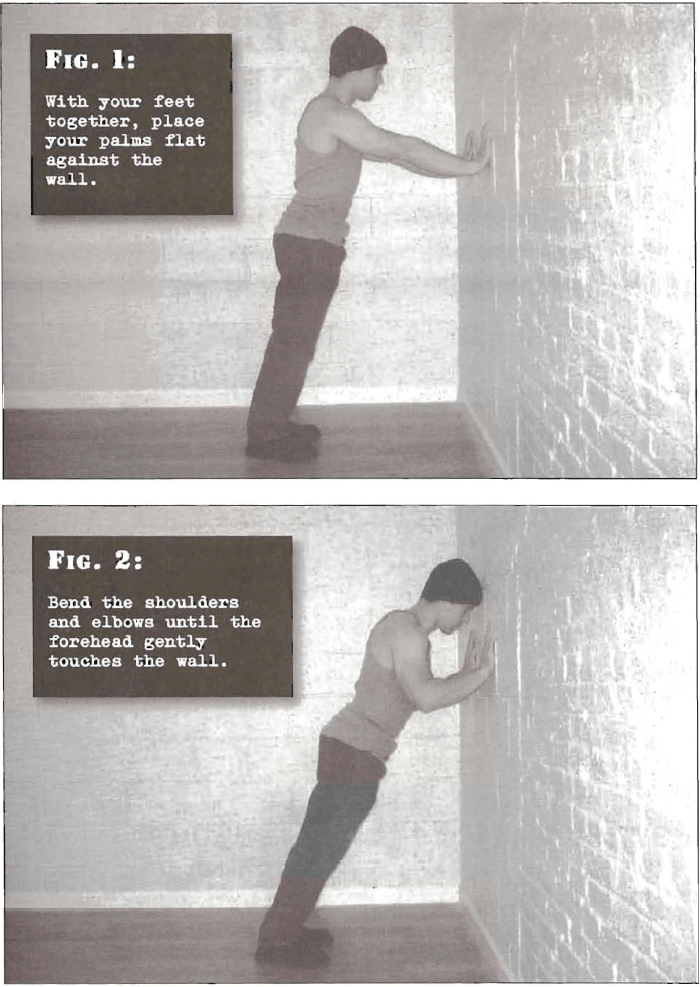 FIG. 1:
With your feet
together, place
your palms flat
against the
wall.
FIG. 2:
Bend the shoulders
and elbows until the
forehead gently
touches the wall.